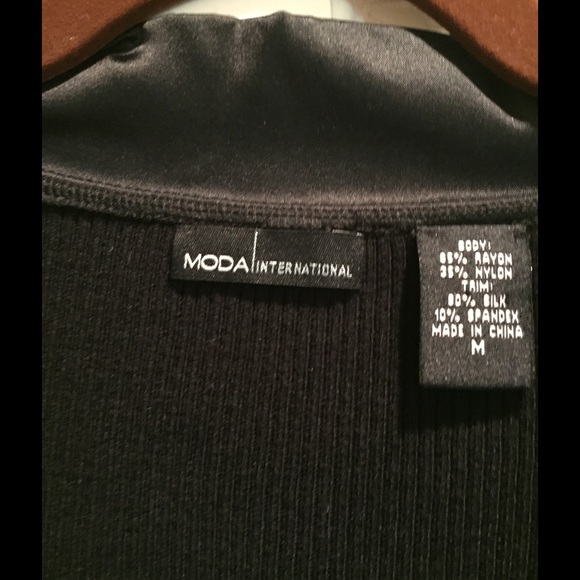 MODA INTERNATIONAL
BODY:
65% RAYON
35% NYLON
TRIM:
90% SILK
10% SPANDEX
MADE IN CHINA
M